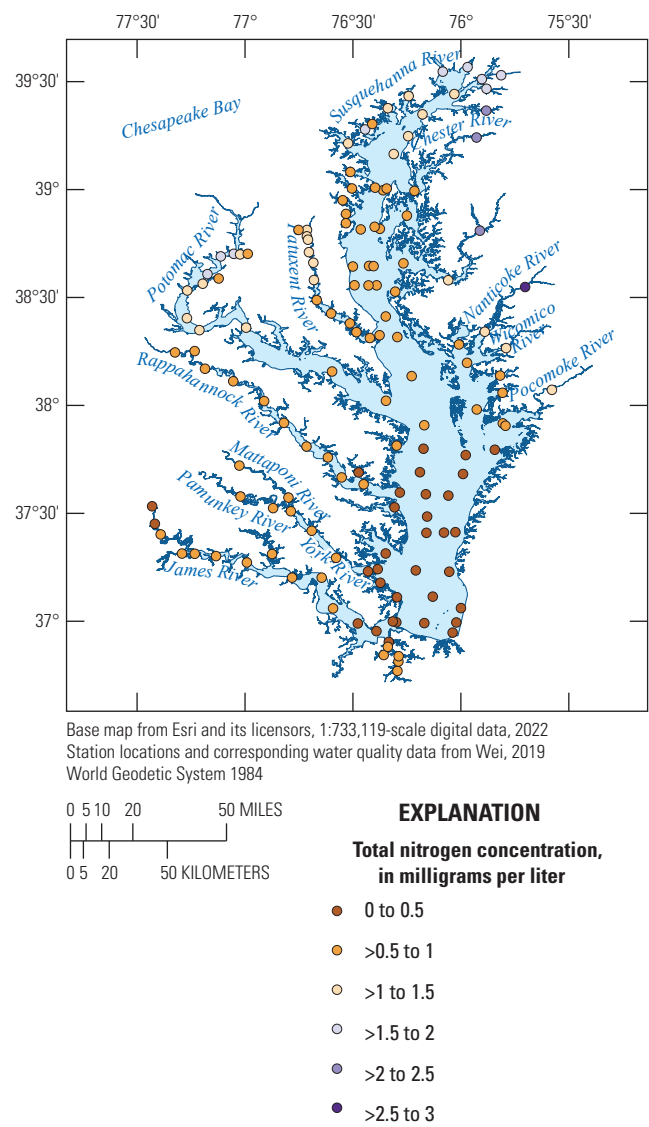 77°30' 77° 76°30' 76° 75°30'
39°30'
39°
38°30'
38°
37°30'
37°
Chesapeake Bay
Susquehanna River
hester River
Potomac River
Patuxent River
Nanticoke River
Wicomico
River
Pocomoke River
Rappahannock River
Mattaponi River
Pamunkey River
York River
James River
Base map from Esri and its licensors, 1:733,119-scale digital data, 2022
Station locations and corresponding water quality data from Wei, 2019
World Geodetic System 1984
0 5 10 20 50 MILES
0 5 20 50 KILOMETERS
EXPLANATION
Total nitrogen concentration,
in milligrams per liter
0 to 0.5
>0.5 to 1
>1 to 1.5
>1.5 to 2
>2 to 2.5
>2.5 to 3